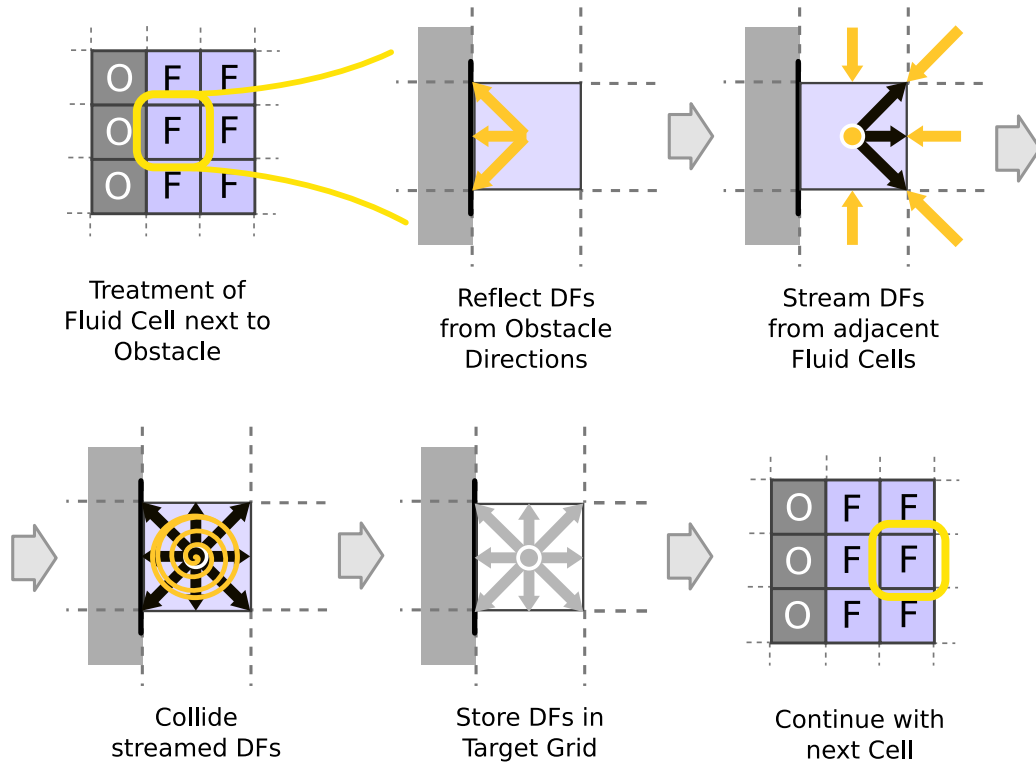 O F F
O F F
O F F
Treatment of
Fluid Cell next to
Obstacle
Reflect DFs
from Obstacle
Directions
Stream DFs
from adjacent
Fluid Cells
Collide
streamed DFs
Store DFs in
Target Grid
O F F
O F F
O F F
Continue with
next Cell